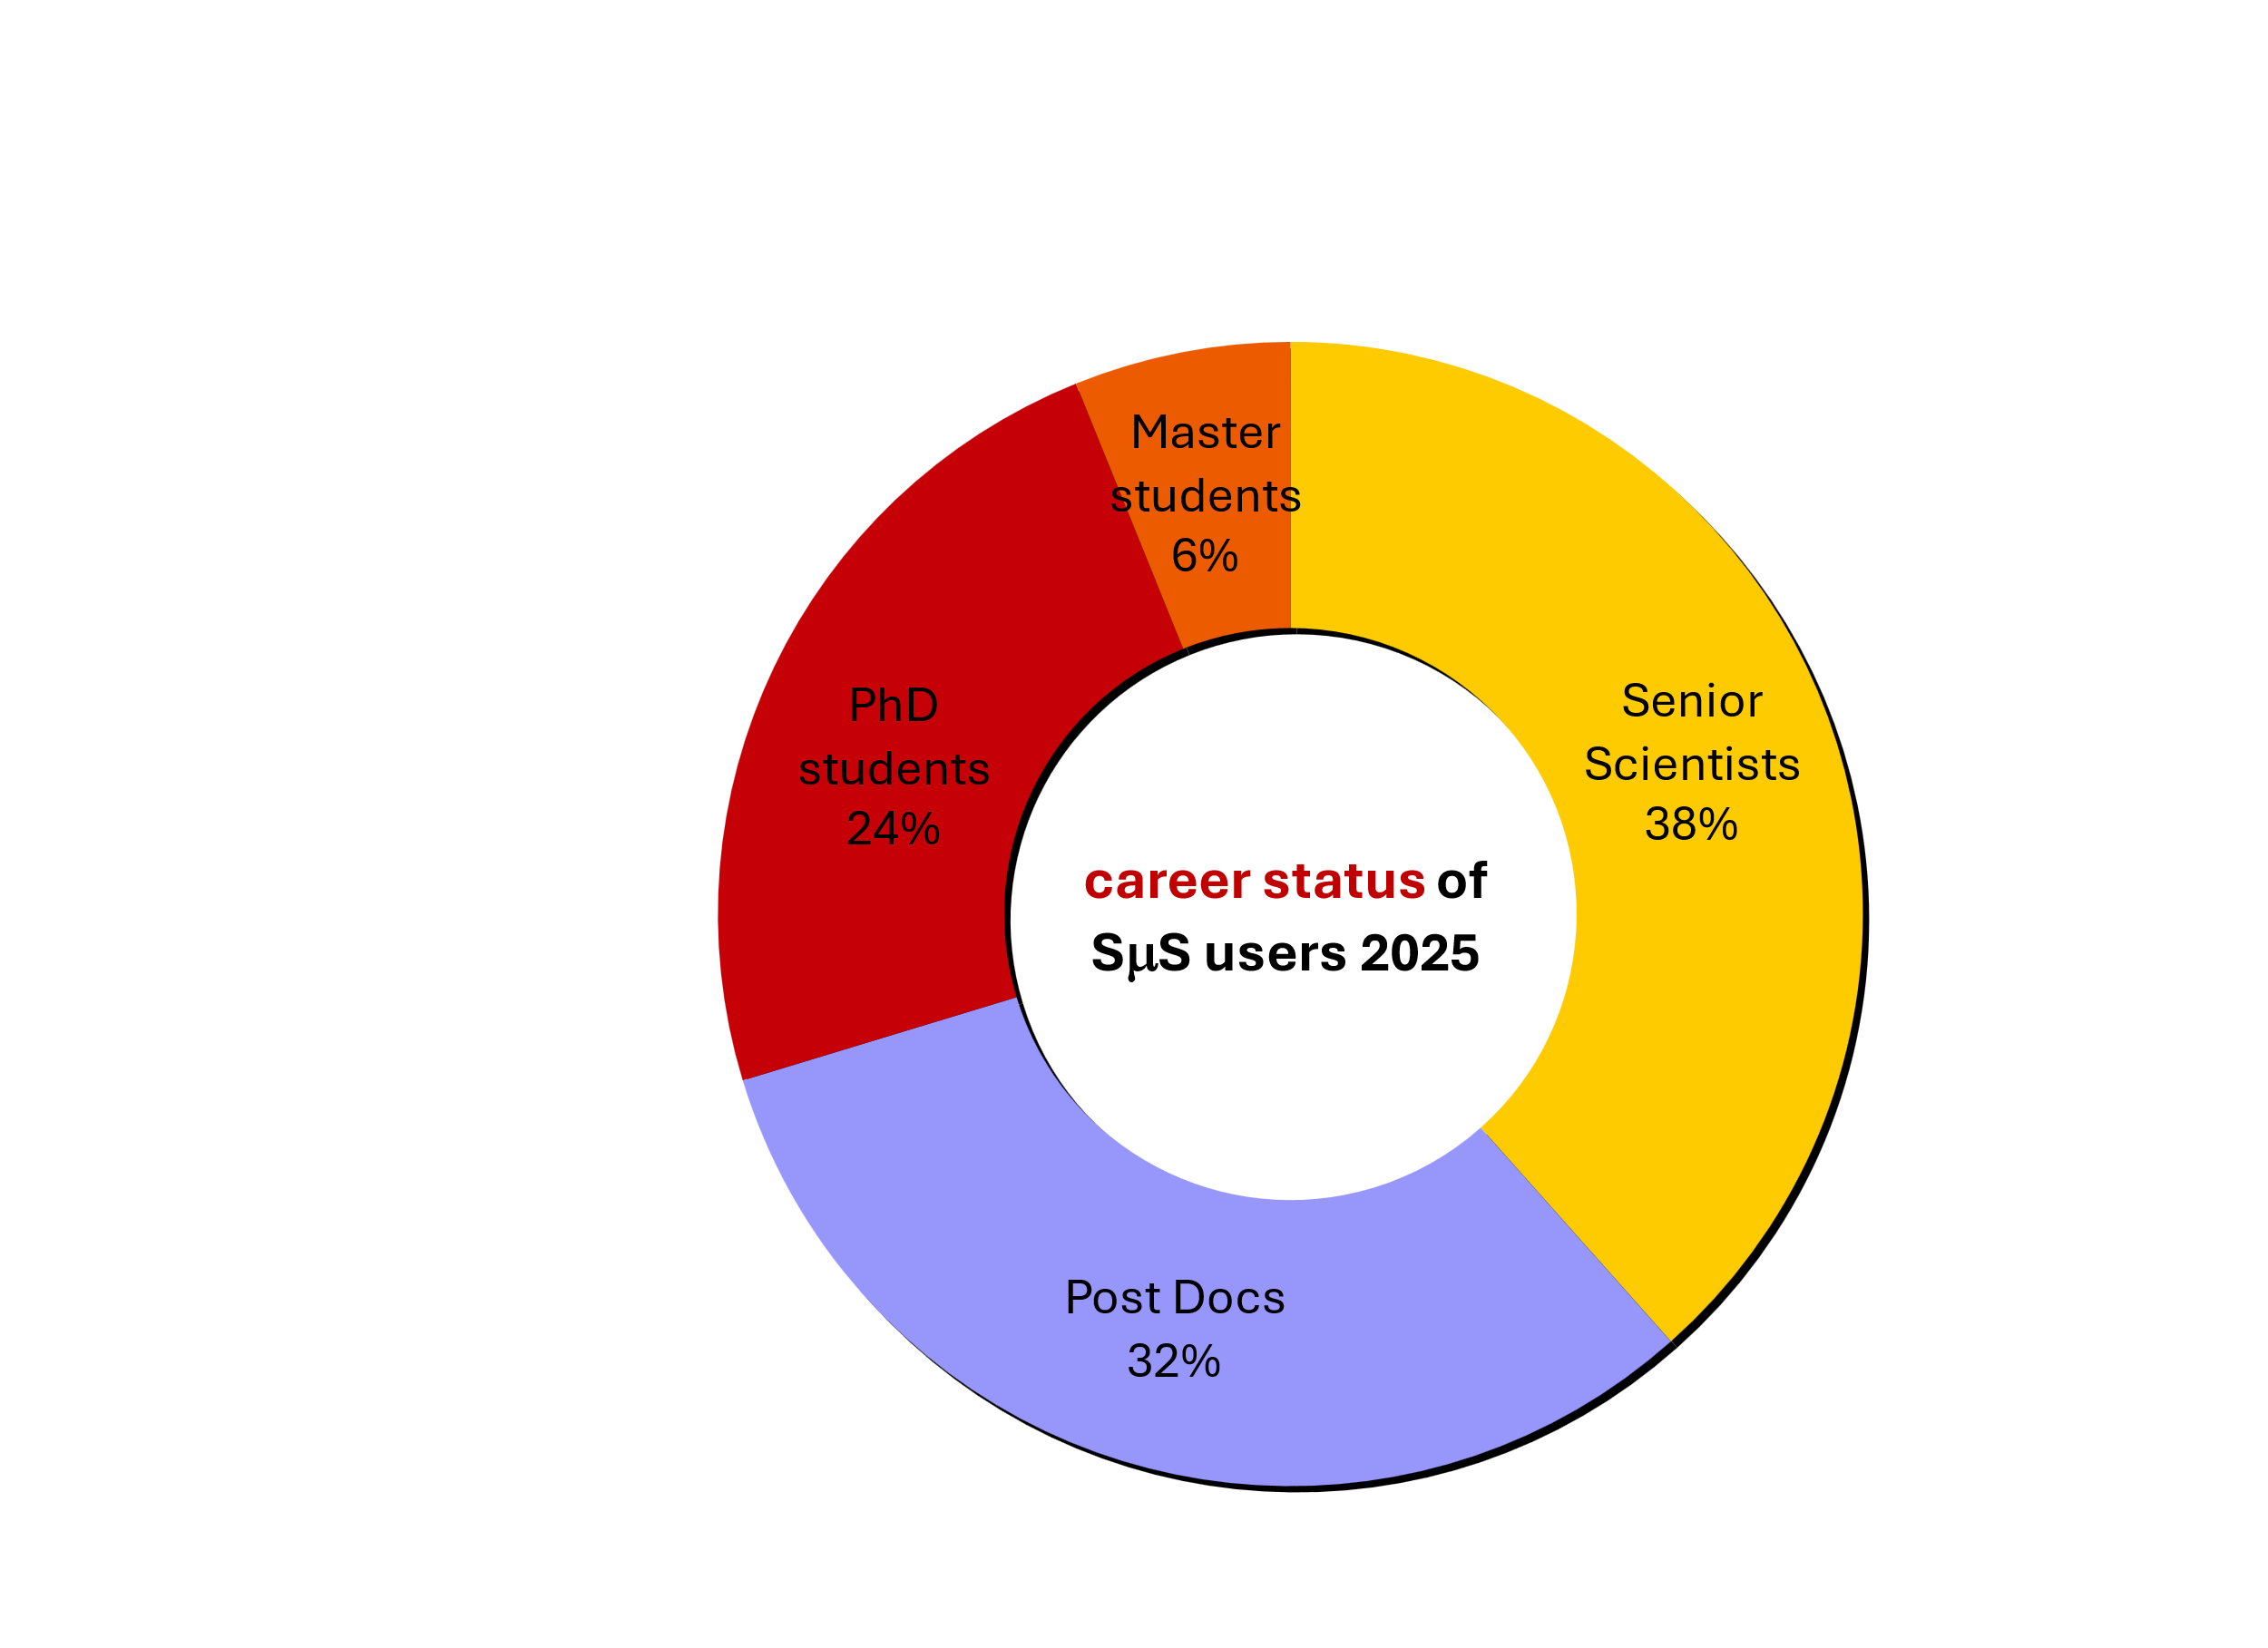 Master
students
6%
Senior
Scientists
38%
PhD
students
24%
career status of
SμS users 2025
Post Docs
32%